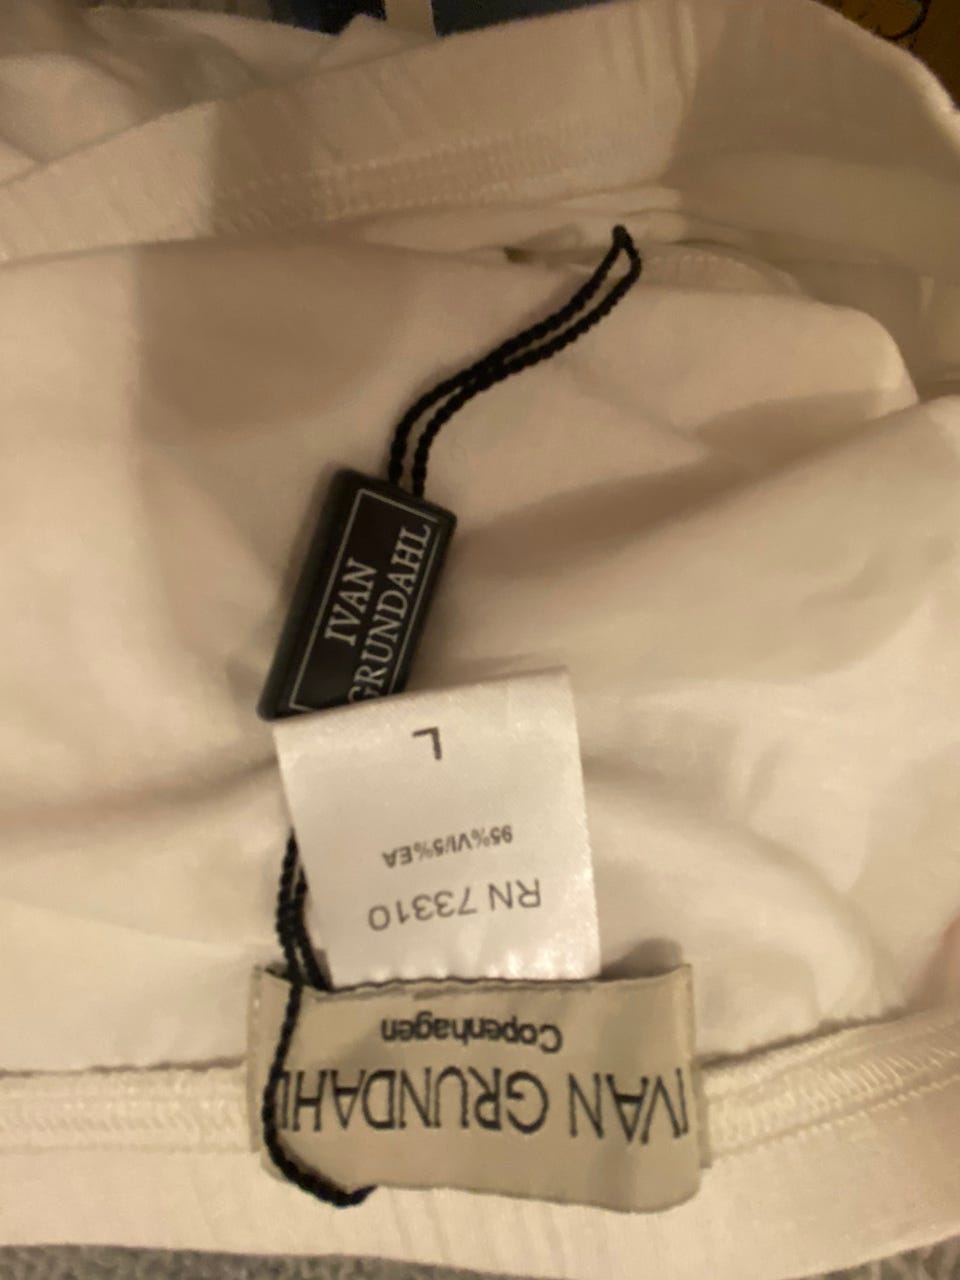 IVAN
GRUNDAHL
IVAN GRUNDAHL
Copenhagen
RN 73310
95%VI/5%EA
L